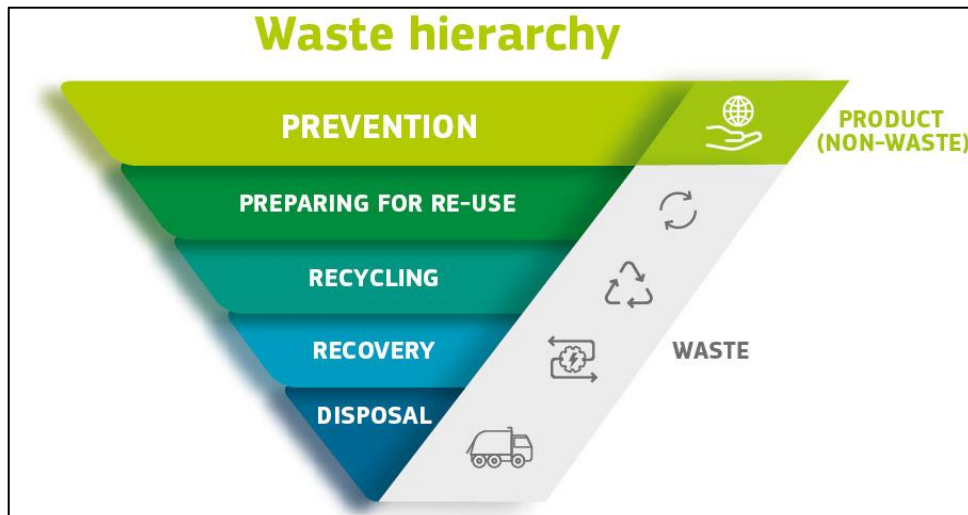 Waste hierarchy
PREVENTION
PRODUCT
(NON-WASTE)
PREPARING FOR RE-USE
RECYCLING
RECOVERY
WASTE
DISPOSAL